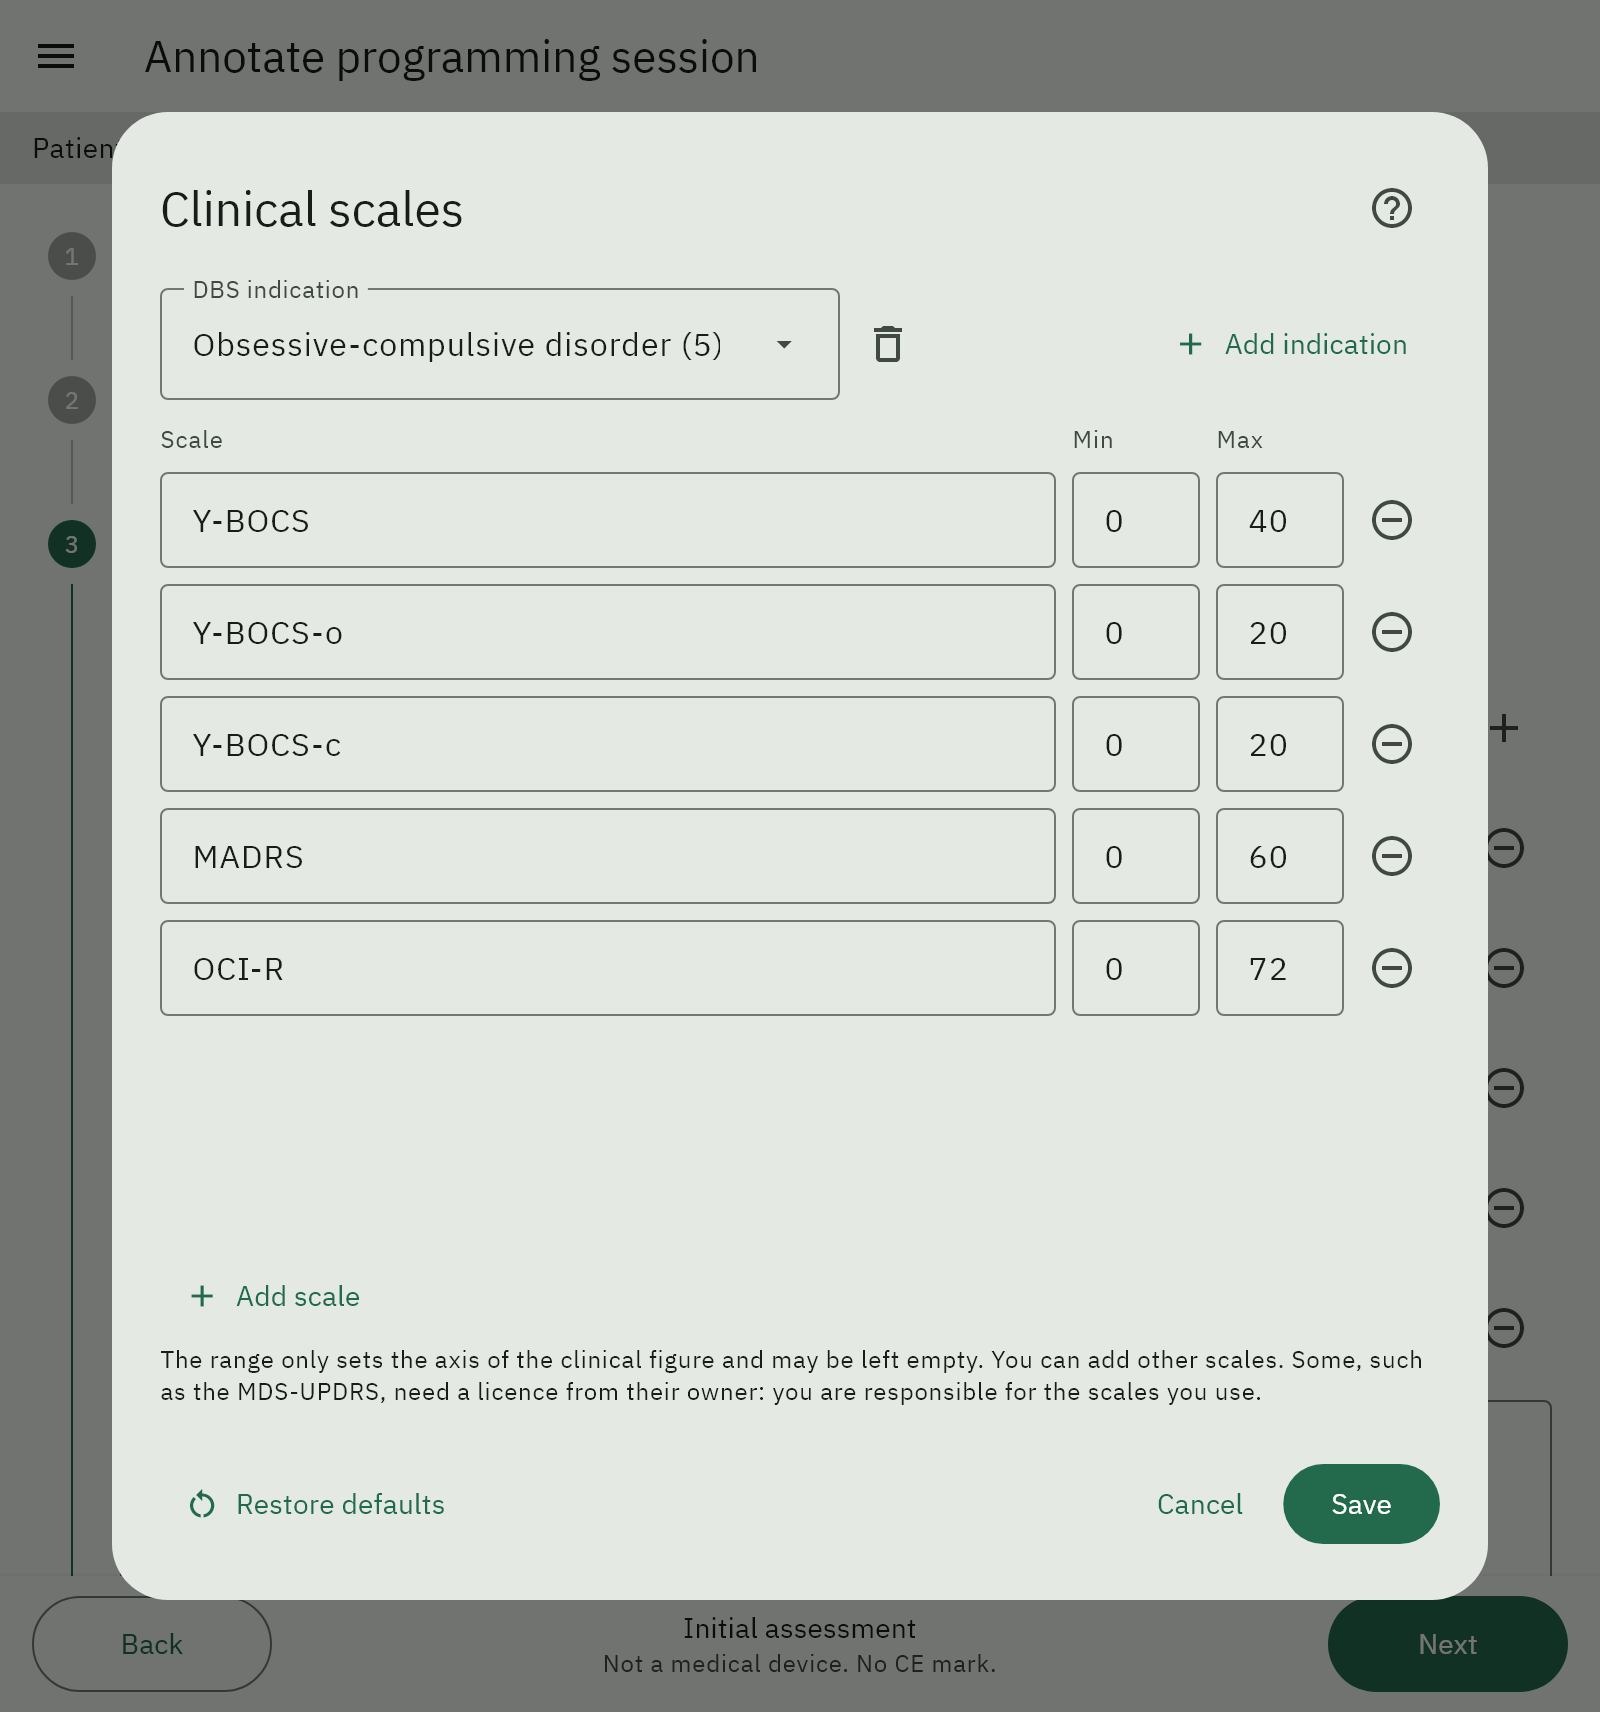 Annotate programming session
Patien
Clinical scales
DBS indication
Obsessive-compulsive disorder (5)
Add indication
Scale Min Max
Y-BOCS 0 40
Y-BOCS-o 0 20
Y-BOCS-c 0 20
MADRS 0 60
OCI-R 0 72
1
2
3
Add scale
The range only sets the axis of the clinical figure and may be left empty. You can add other scales. Some, such
as the MDS-UPDRS, need a licence from their owner: you are responsible for the scales you use.
Restore defaults Cancel Save
Back
Initial assessment
Not a medical device. No CE mark.
Next